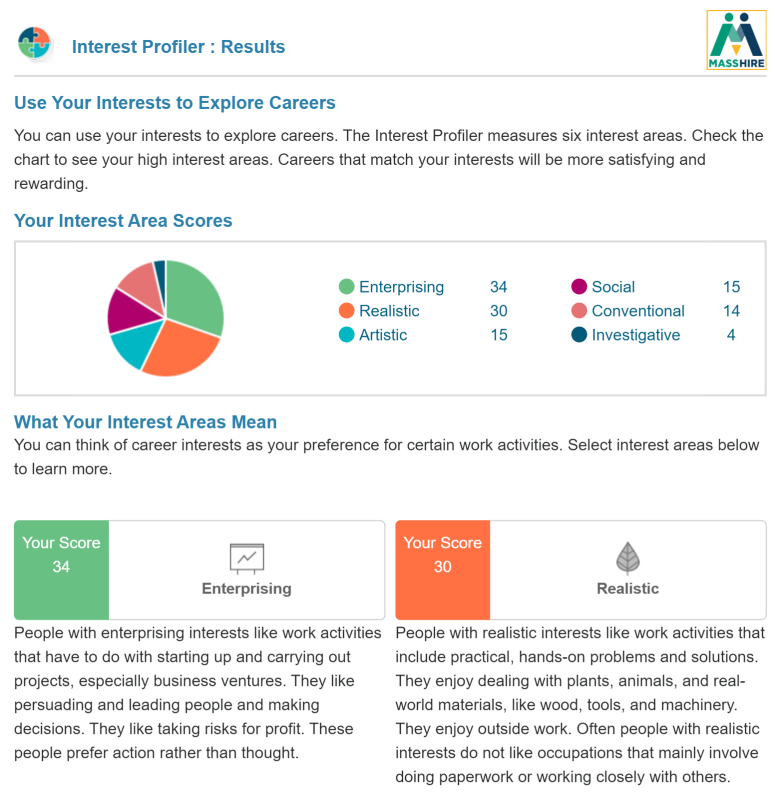 Interest Profiler : Results
MASSHIRE
Use Your Interests to Explore Careers
You can use your interests to explore careers. The Interest Profiler measures six interest areas. Check the
chart to see your high interest areas. Careers that match your interests will be more satisfying and
rewarding.
Your Interest Area Scores
Enterprising 34 Social 15
Realistic 30 Conventional 14
Artistic 15 Investigative 4
What Your Interest Areas Mean
You can think of career interests as your preference for certain work activities. Select interest areas below
to learn more.
Your Score
34
Enterprising
People with enterprising interests like work activities
that have to do with starting up and carrying out
projects, especially business ventures. They like
persuading and leading people and making
decisions. They like taking risks for profit. These
people prefer action rather than thought.
Your Score
30
Realistic
People with realistic interests like work activities that
include practical, hands-on problems and solutions.
They enjoy dealing with plants, animals, and real-
world materials, like wood, tools, and machinery.
They enjoy outside work. Often people with realistic
interests do not like occupations that mainly involve
doing paperwork or working closely with others.